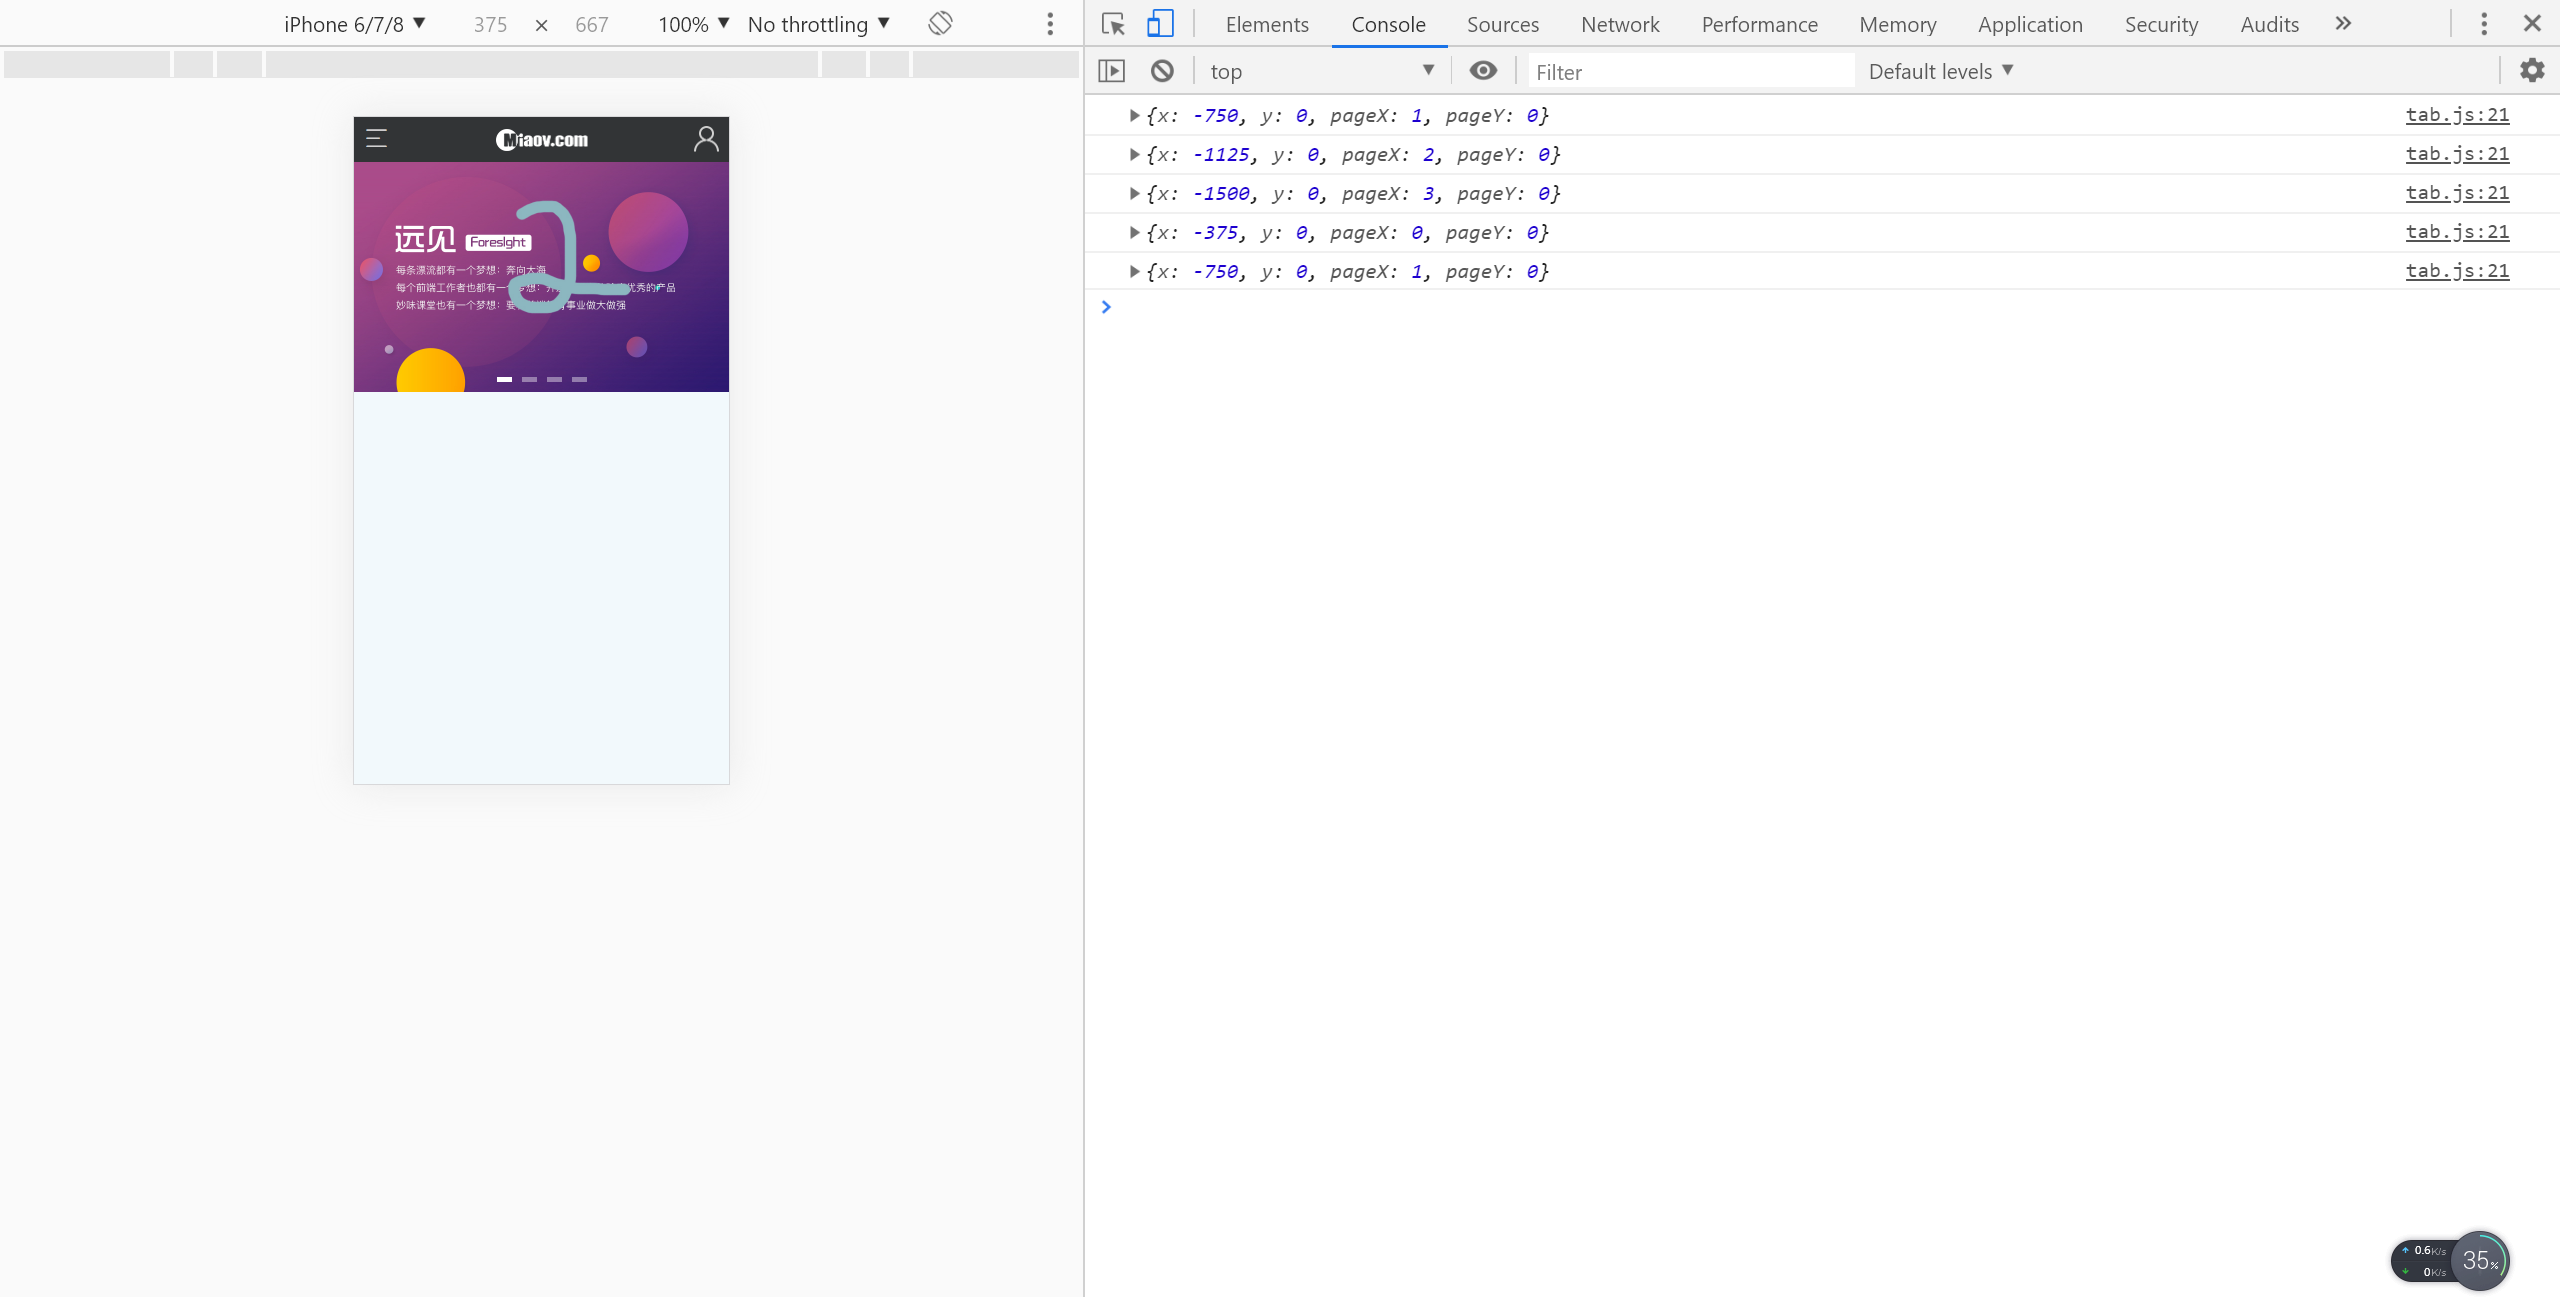 iPhone 6/7/8 ▼ 375 × 667 100% ▼ No throttling ▼
Elements Console Sources Network Performance Memory Application Security Audits »
top ▼ Filter Default levels ▼
Miaov.com
2
远见 Foresight
每条漂流都有一个梦想：奔向大海
每个前端工作者也都有一个梦想： 优秀的产品
妙味课堂也有一个梦想：要 事业做大做强
▶{x: -750, y: 0, pageX: 1, pageY: 0} tab.js:21
▶{x: -1125, y: 0, pageX: 2, pageY: 0} tab.js:21
▶{x: -1500, y: 0, pageX: 3, pageY: 0} tab.js:21
▶{x: -375, y: 0, pageX: 0, pageY: 0} tab.js:21
▶{x: -750, y: 0, pageX: 1, pageY: 0} tab.js:21
0.6K/s
0K/s
35%